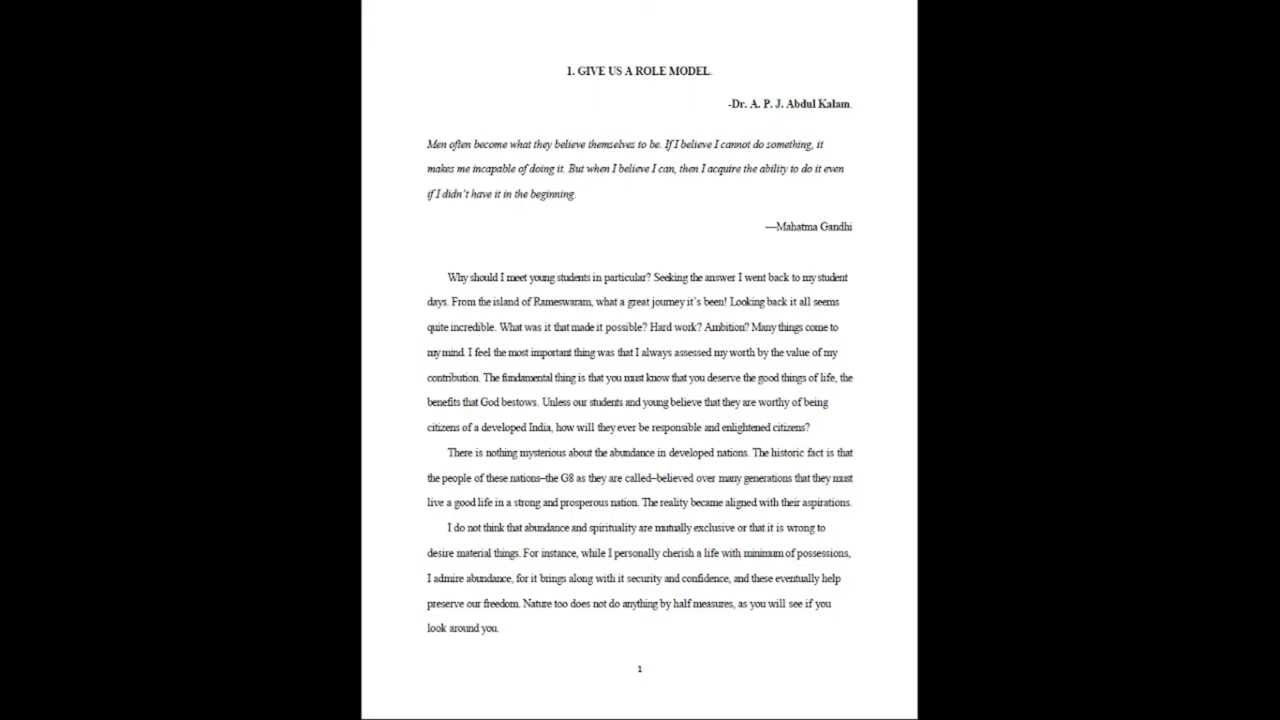 1. GIVE US A ROLE MODEL.
-Dr. A. P. J. Abdul Kalam.
Men often become what they believe themselves to be. If I believe I cannot do something, it
makes me incapable of doing it. But when I believe I can, then I acquire the ability to do it even
if I didn't have it in the beginning.
—Mahatma Gandhi
Why should I meet young students in particular? Seeking the answer I went back to my student
days. From the island of Rameswaram, what a great journey it's been! Looking back it all seems
quite incredible. What was it that made it possible? Hard work? Ambition? Many things come to
my mind. I feel the most important thing was that I always assessed my worth by the value of my
contribution. The fundamental thing is that you must know that you deserve the good things of life, the
benefits that God bestows. Unless our students and young believe that they are worthy of being
citizens of a developed India, how will they ever be responsible and enlightened citizens?
There is nothing mysterious about the abundance in developed nations. The historic fact is that
the people of these nations–the G8 as they are called–believed over many generations that they must
live a good life in a strong and prosperous nation. The reality became aligned with their aspirations.
I do not think that abundance and spirituality are mutually exclusive or that it is wrong to
desire material things. For instance, while I personally cherish a life with minimum of possessions,
I admire abundance, for it brings along with it security and confidence, and these eventually help
preserve our freedom. Nature too does not do anything by half measures, as you will see if you
look around you.
1